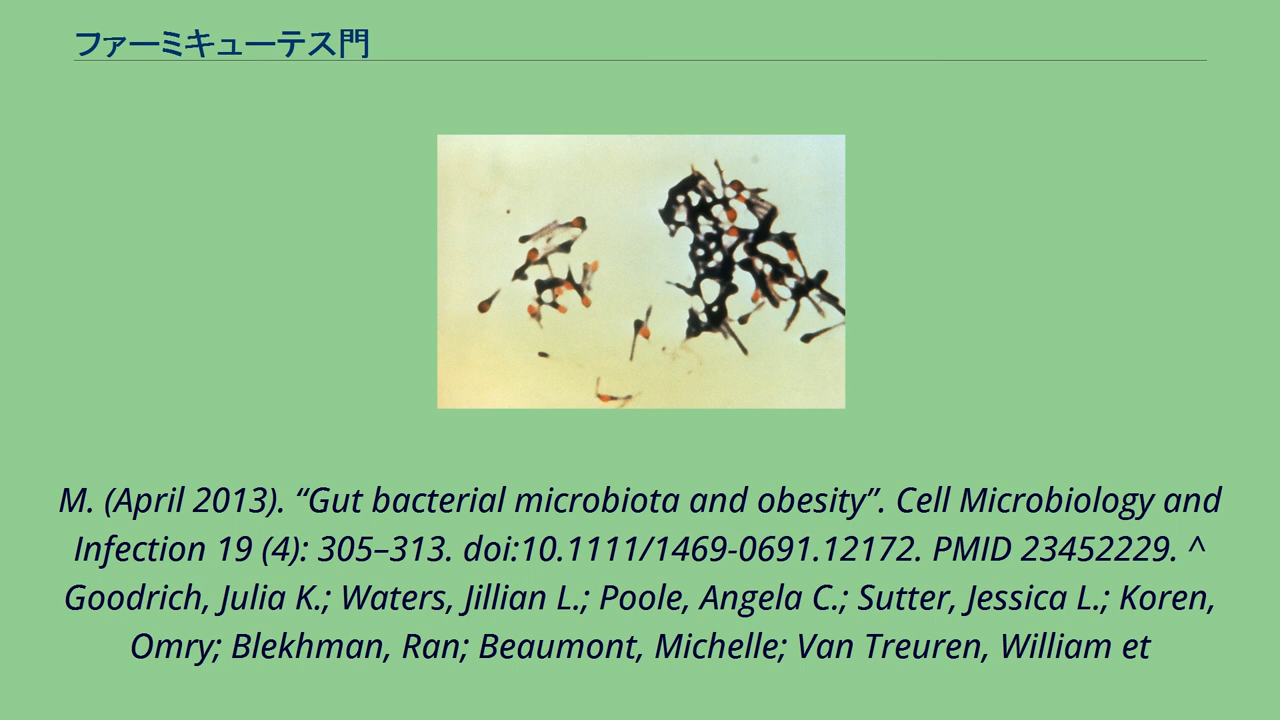 ファーミキューテス門
M. (April 2013). “Gut bacterial microbiota and obesity”. Cell Microbiology and
Infection 19 (4): 305–313. doi:10.1111/1469-0691.12172. PMID 23452229. ^
Goodrich, Julia K.; Waters, Jillian L.; Poole, Angela C.; Sutter, Jessica L.; Koren,
Omry; Blekhman, Ran; Beaumont, Michelle; Van Treuren, William et